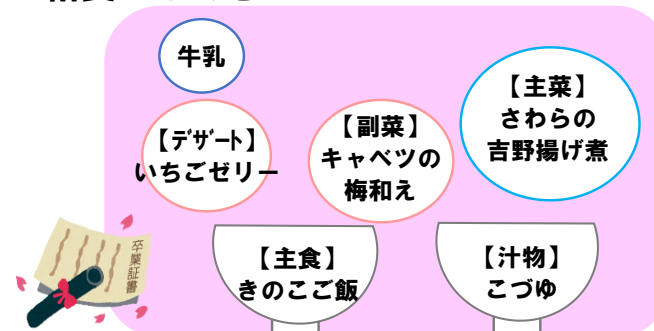 牛乳
【主菜】
さわらの
吉野揚げ煮
【デザート】
いちごゼリー
【副菜】
キャベツの
梅和え
卒業証書
【主食】
きのこご飯
【汁物】
こづゆ